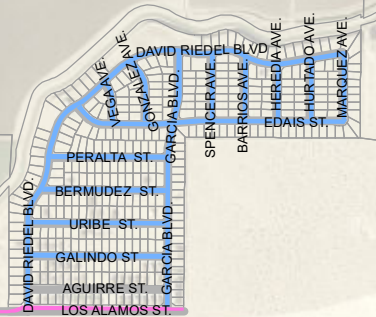 DAVID RIEDEL BLVD
VEGA AVE.
GONZALEZ AVE.
GARCIA BLVD.
SPENCER AVE.
BARRIOS AVE.
HEREDIA AVE.
HURTADO AVE.
MARQUEZ AVE.
EDAIS ST.
PERALTA ST.
BERMUDEZ ST.
DAVID RIEDEL BLVD.
URIBE ST.
GARCIA BLVD.
GALINDO ST
AGUIRRE ST.
LOS ALAMOS ST.